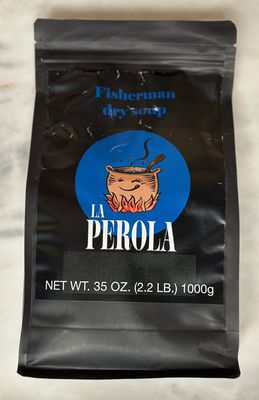 Fisherman
dry soup
LA
PEROLA
NET WT. 35 OZ. (2.2 LB.) 1000g